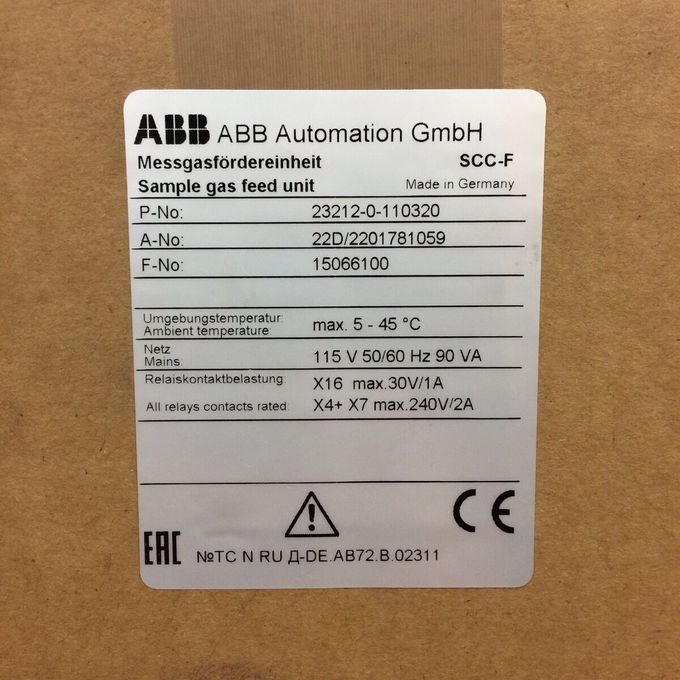 ABB ABB Automation GmbH
Messgasfördereinheit SCC-F
Sample gas feed unit Made in Germany
P-No: 23212-0-110320
A-No: 22D/2201781059
F-No: 15066100
Umgebungstemperatur:
Ambient temperature: max. 5 - 45 °C
Netz
Mains 115 V 50/60 Hz 90 VA
Relaiskontaktbelastung: X16 max.30V/1A
All relays contacts rated: X4+ X7 max.240V/2A
CE
EAC №TC N RU Д-DE.AB72.B.02311